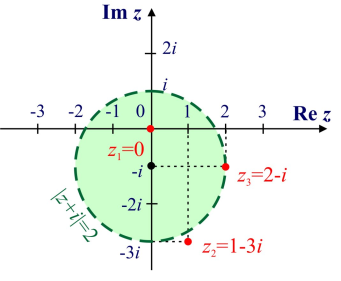 Im z
2i
i
-3 -2 -1 0 1 2 3 Re z
z₁=0
-i
z₃=2-i
-2i
|z+i|=2
-3i
z₂=1-3i